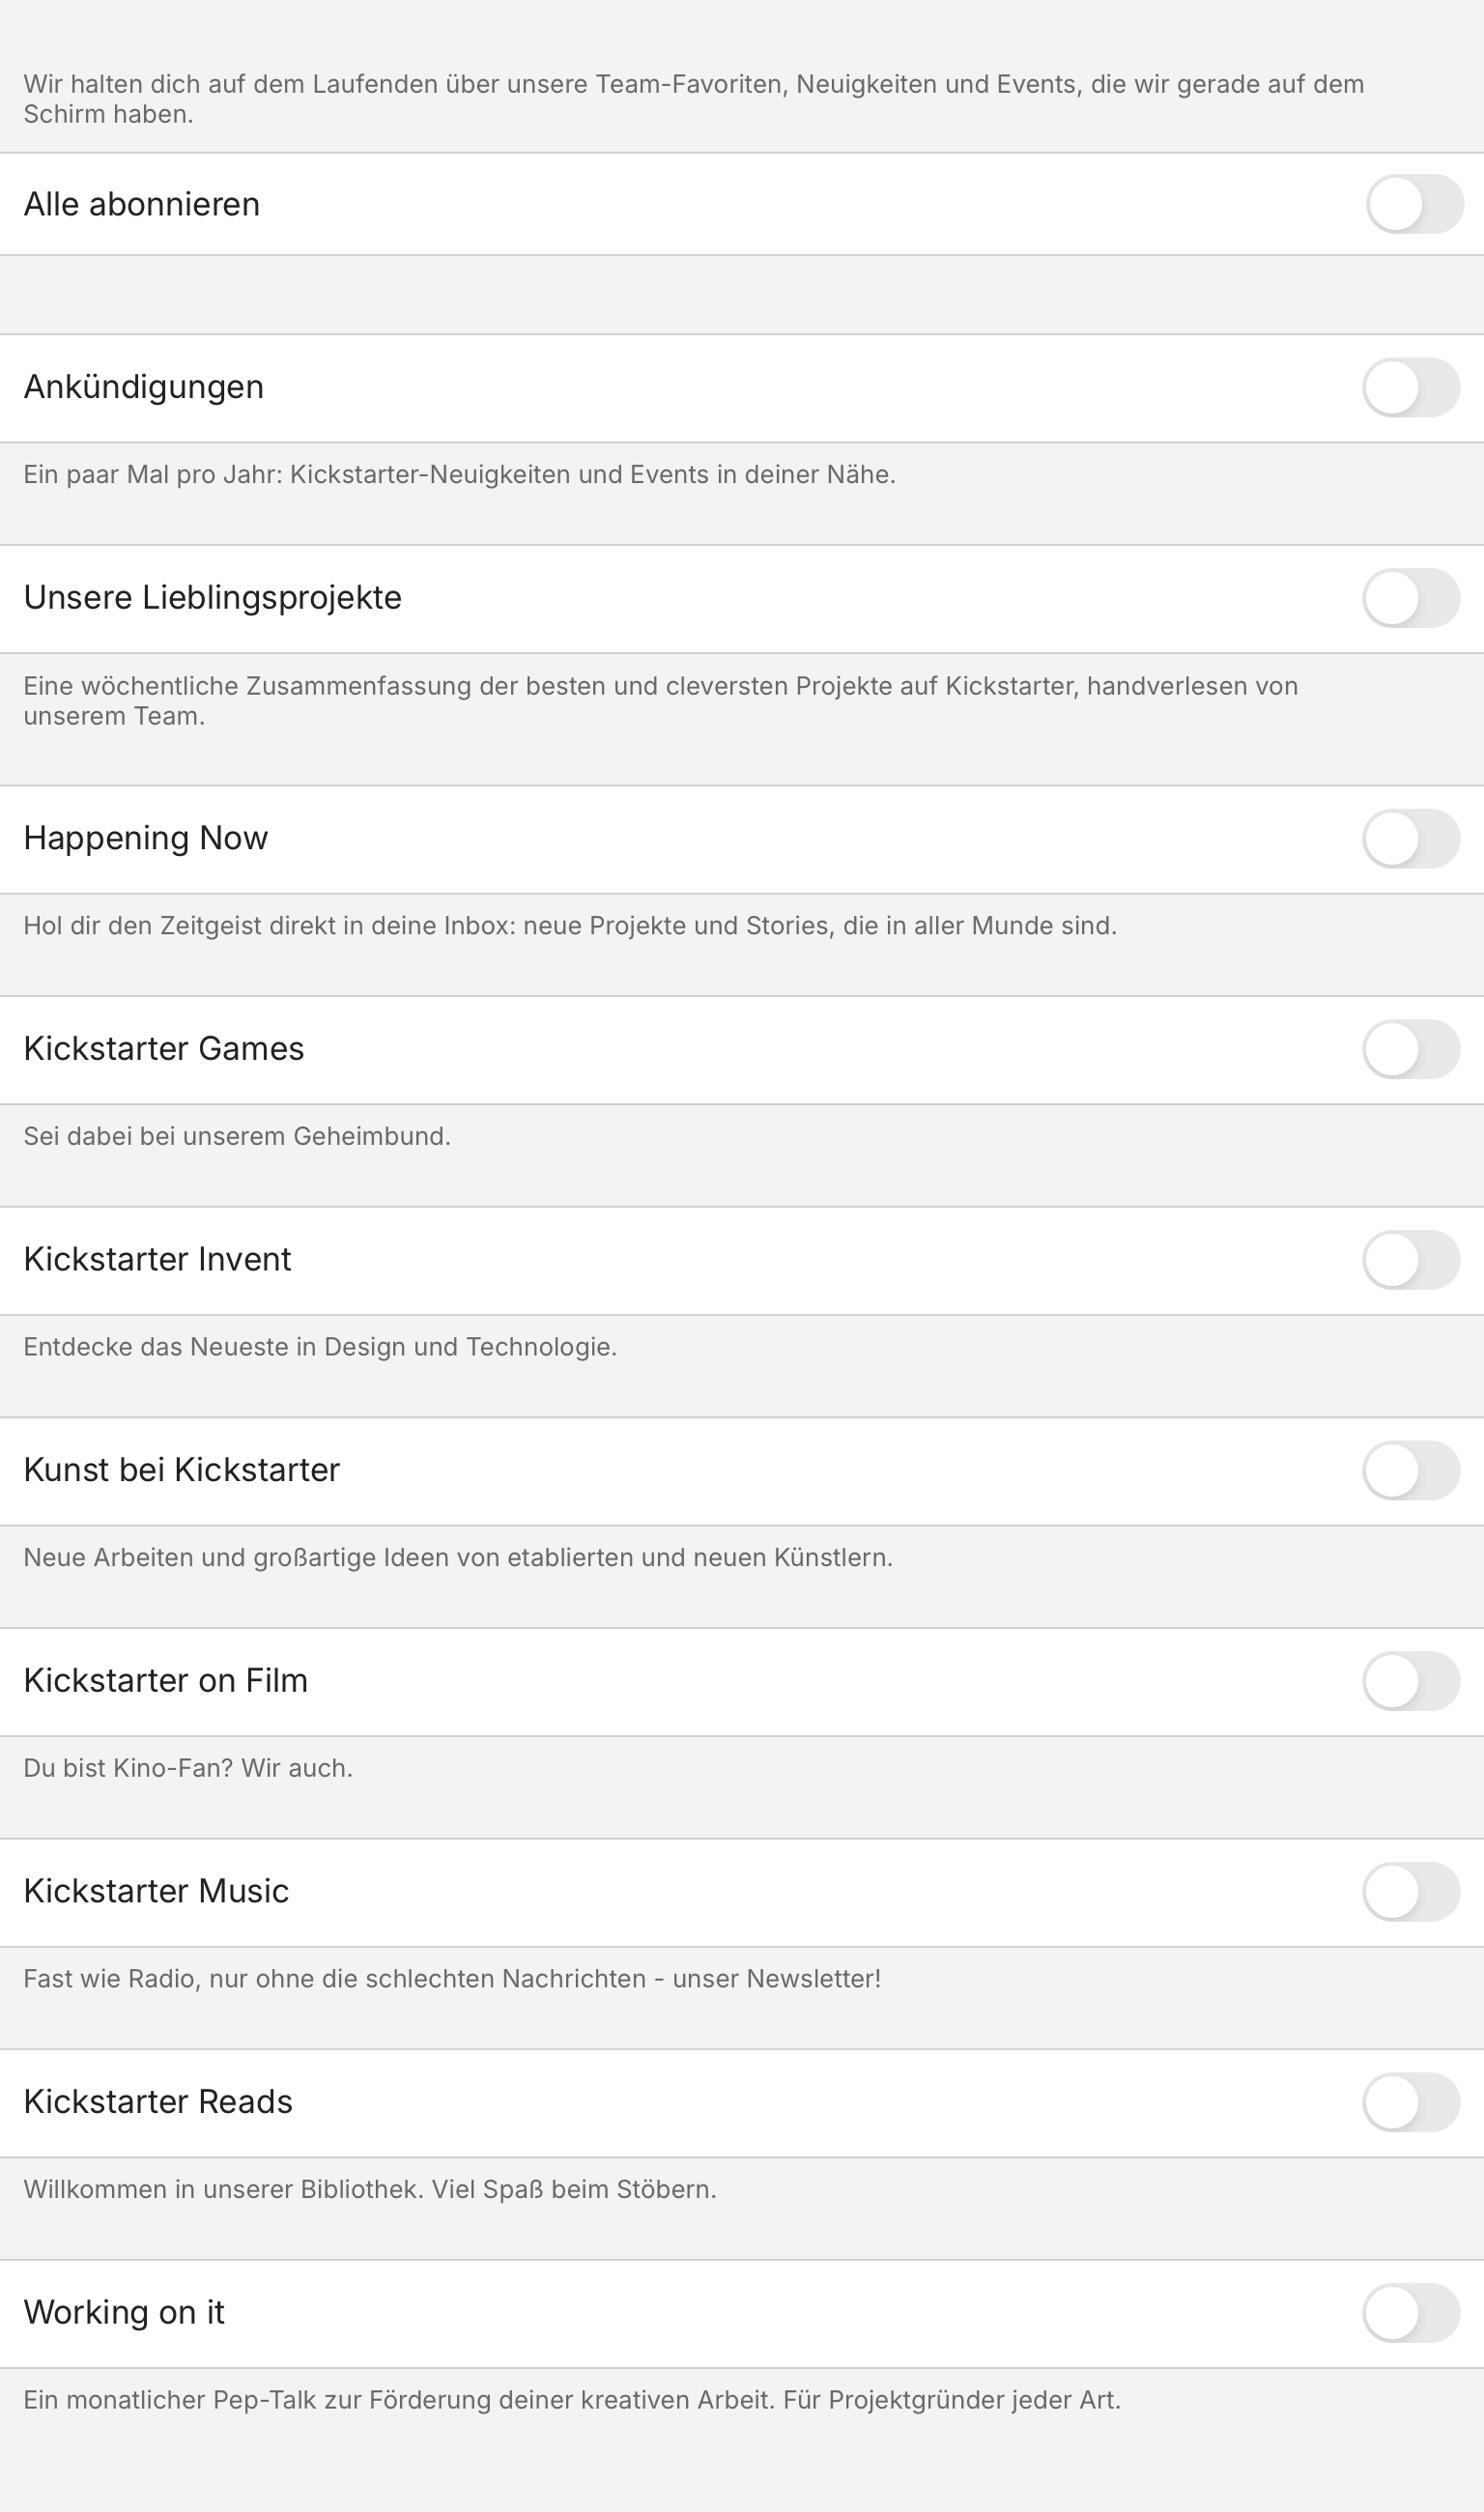 Wir halten dich auf dem Laufenden über unsere Team-Favoriten, Neuigkeiten und Events, die wir gerade auf dem
Schirm haben.
Alle abonnieren
Ankündigungen
Ein paar Mal pro Jahr: Kickstarter-Neuigkeiten und Events in deiner Nähe.
Unsere Lieblingsprojekte
Eine wöchentliche Zusammenfassung der besten und cleversten Projekte auf Kickstarter, handverlesen von
unserem Team.
Happening Now
Hol dir den Zeitgeist direkt in deine Inbox: neue Projekte und Stories, die in aller Munde sind.
Kickstarter Games
Sei dabei bei unserem Geheimbund.
Kickstarter Invent
Entdecke das Neueste in Design und Technologie.
Kunst bei Kickstarter
Neue Arbeiten und großartige Ideen von etablierten und neuen Künstlern.
Kickstarter on Film
Du bist Kino-Fan? Wir auch.
Kickstarter Music
Fast wie Radio, nur ohne die schlechten Nachrichten - unser Newsletter!
Kickstarter Reads
Willkommen in unserer Bibliothek. Viel Spaß beim Stöbern.
Working on it
Ein monatlicher Pep-Talk zur Förderung deiner kreativen Arbeit. Für Projektgründer jeder Art.